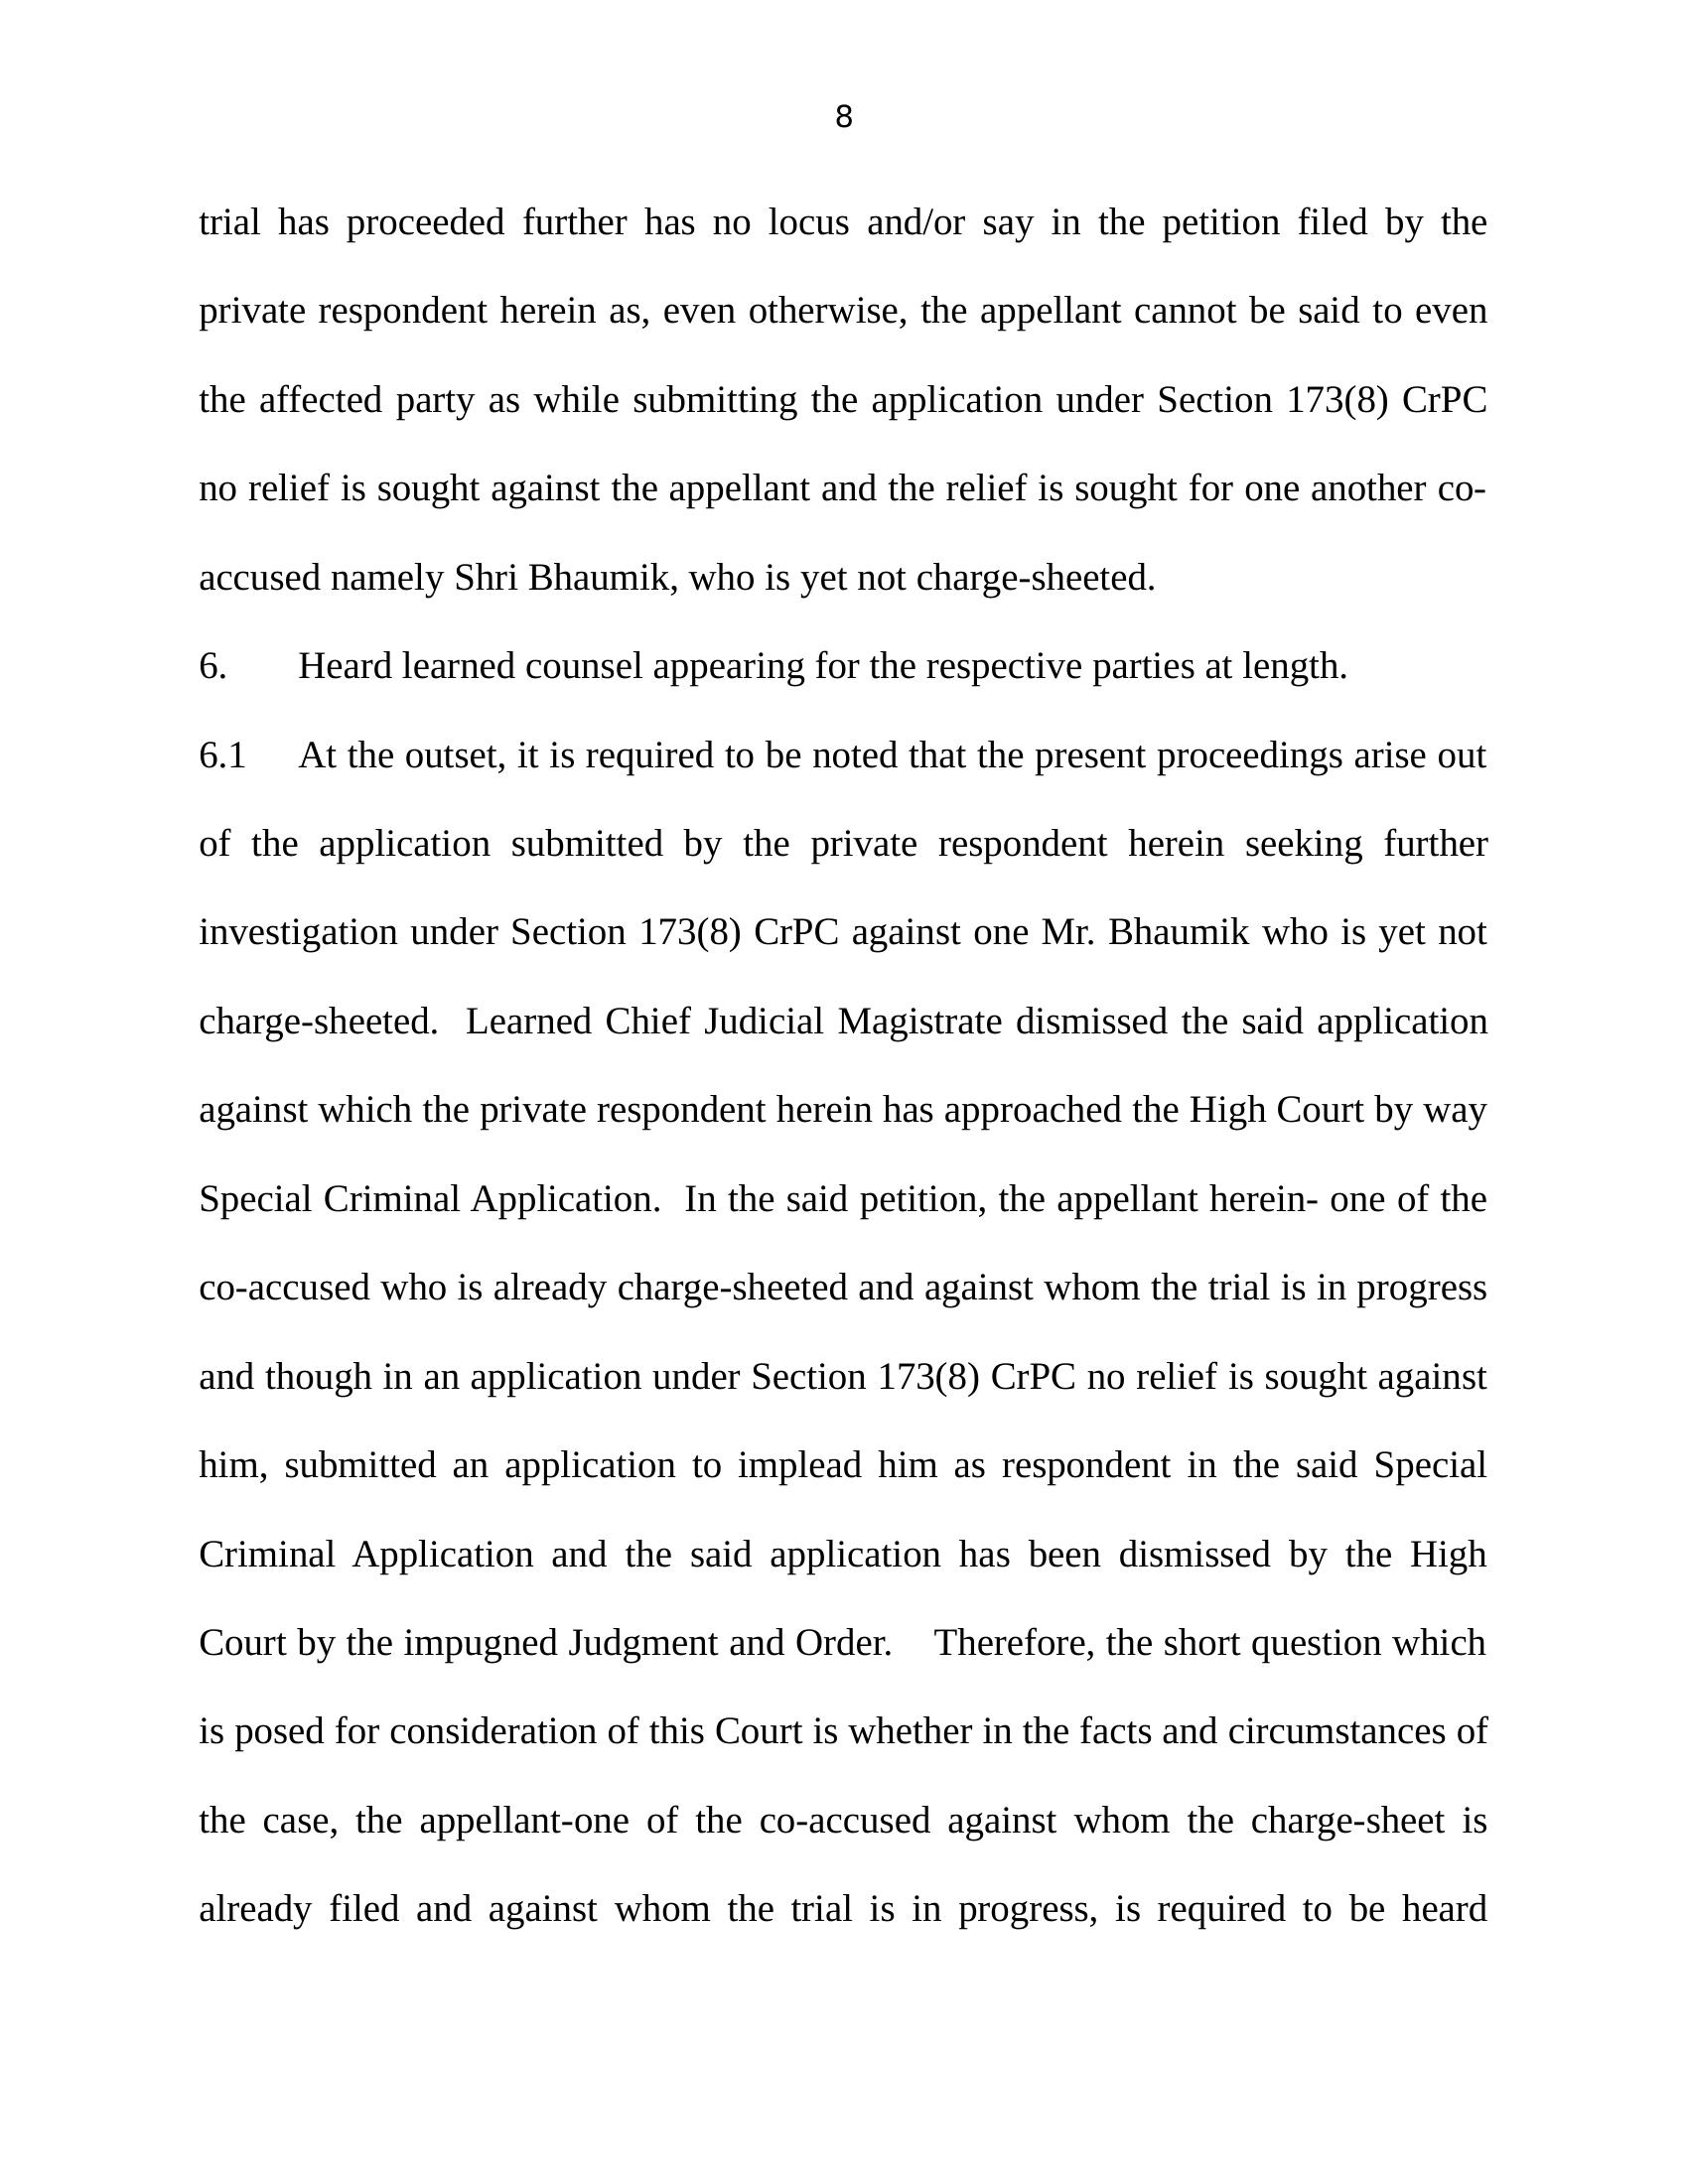 8
trial has proceeded further has no locus and/or say in the petition filed by the
private respondent herein as, even otherwise, the appellant cannot be said to even
the affected party as while submitting the application under Section 173(8) CrPC
no relief is sought against the appellant and the relief is sought for one another co-
accused namely Shri Bhaumik, who is yet not charge-sheeted.
6. Heard learned counsel appearing for the respective parties at length.
6.1 At the outset, it is required to be noted that the present proceedings arise out
of the application submitted by the private respondent herein seeking further
investigation under Section 173(8) CrPC against one Mr. Bhaumik who is yet not
charge-sheeted. Learned Chief Judicial Magistrate dismissed the said application
against which the private respondent herein has approached the High Court by way
Special Criminal Application. In the said petition, the appellant herein- one of the
co-accused who is already charge-sheeted and against whom the trial is in progress
and though in an application under Section 173(8) CrPC no relief is sought against
him, submitted an application to implead him as respondent in the said Special
Criminal Application and the said application has been dismissed by the High
Court by the impugned Judgment and Order. Therefore, the short question which
is posed for consideration of this Court is whether in the facts and circumstances of
the case, the appellant-one of the co-accused against whom the charge-sheet is
already filed and against whom the trial is in progress, is required to be heard